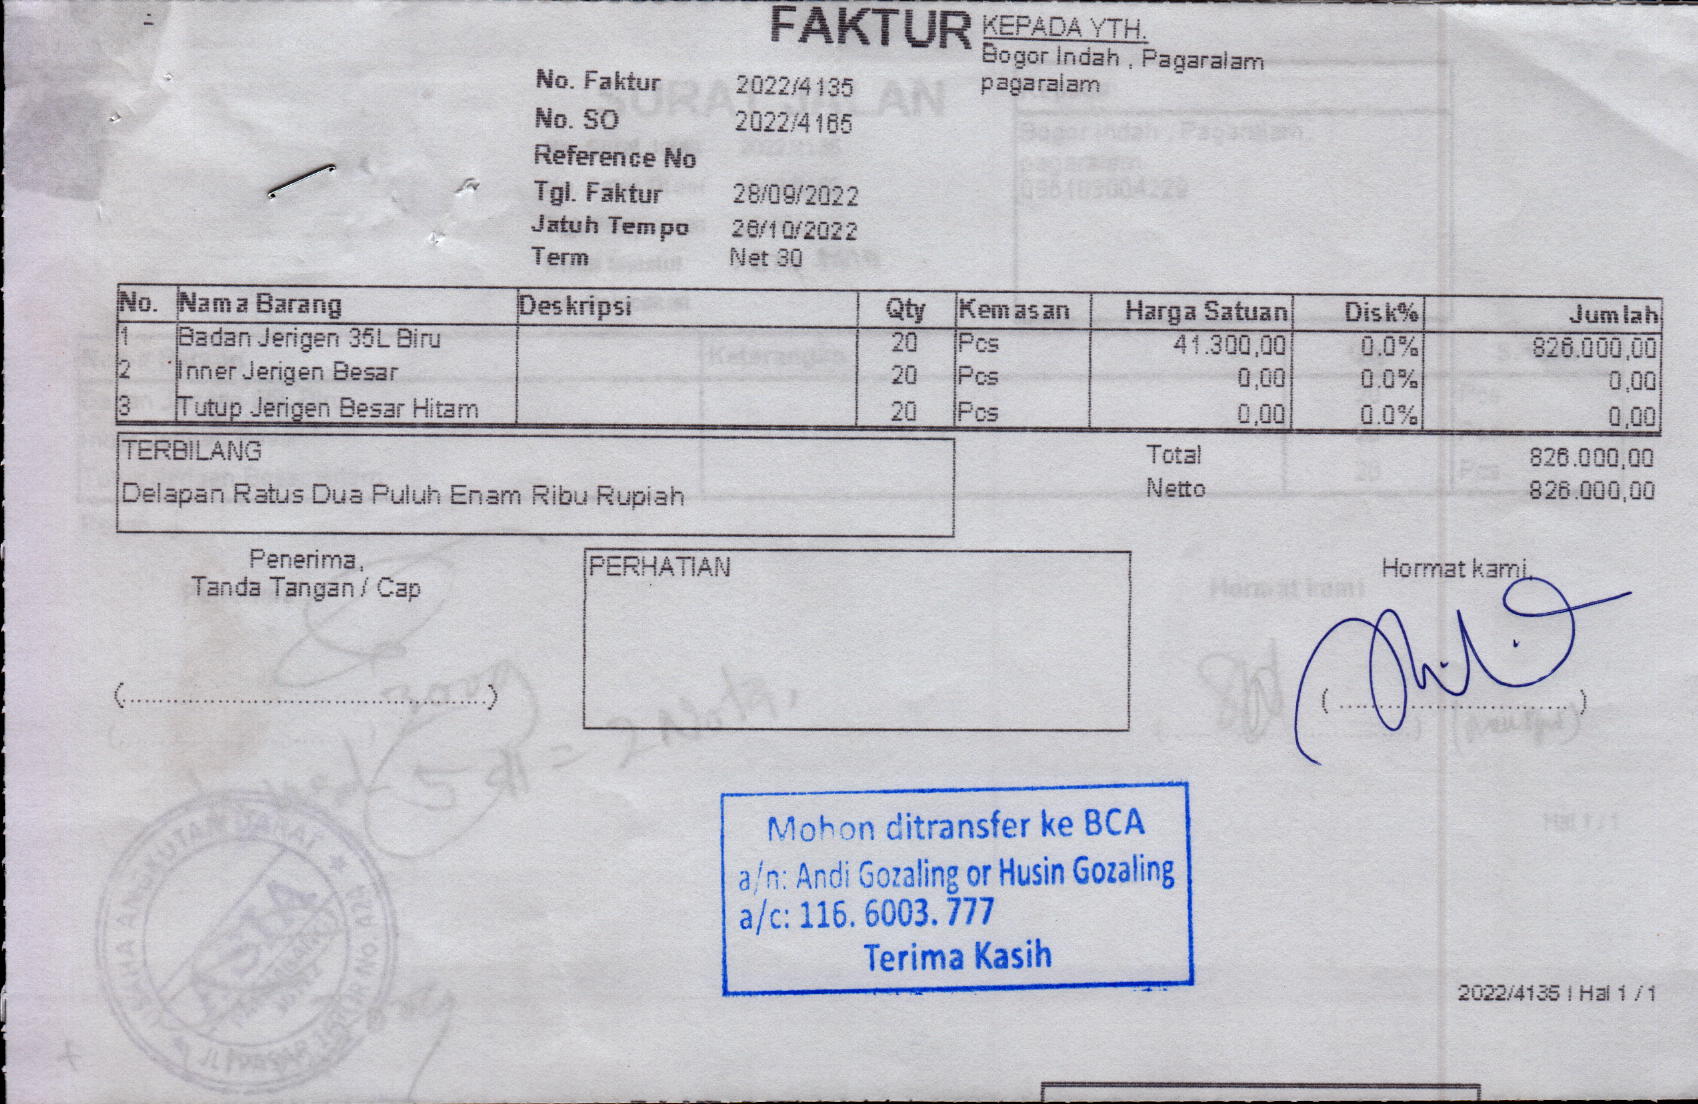 FAKTUR
KEPADA YTH.
Bogor Indah , Pagaralam
pagaralam
No. Faktur 2022/4135
No. SO 2022/4165
Reference No
Tgl. Faktur 28/09/2022
Jatuh Tempo 28/10/2022
Term Net 30
No. Nama Barang Deskripsi Qty Kemasan Harga Satuan Disk% Jumlah
1 Badan Jerigen 35L Biru 20 Pcs 41.300,00 0.0% 826.000,00
2 Inner Jerigen Besar 20 Pcs 0,00 0.0% 0,00
3 Tutup Jerigen Besar Hitam 20 Pcs 0,00 0.0% 0,00
TERBILANG
Delapan Ratus Dua Puluh Enam Ribu Rupiah
Total 826.000,00
Netto 826.000,00
Penerima,
Tanda Tangan / Cap
(................................................)
PERHATIAN
Hormat kami,
(................................)
Mohon ditransfer ke BCA
a/n: Andi Gozaling or Husin Gozaling
a/c: 116. 6003. 777
Terima Kasih
2022/4135 | Hal 1 / 1